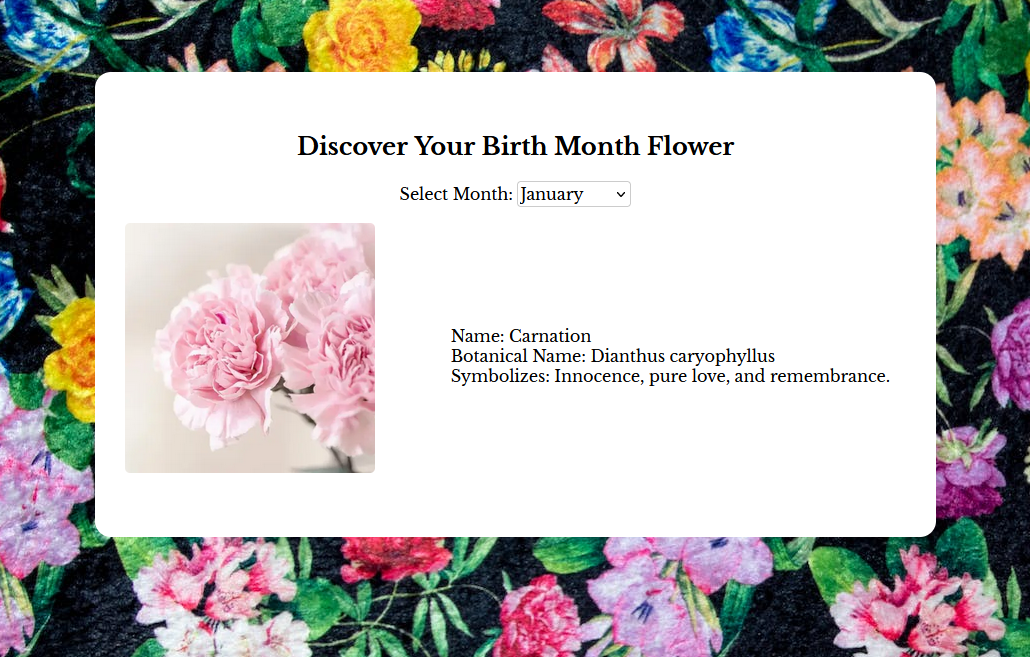 Discover Your Birth Month Flower
Select Month: January
Name: Carnation
Botanical Name: Dianthus caryophyllus
Symbolizes: Innocence, pure love, and remembrance.